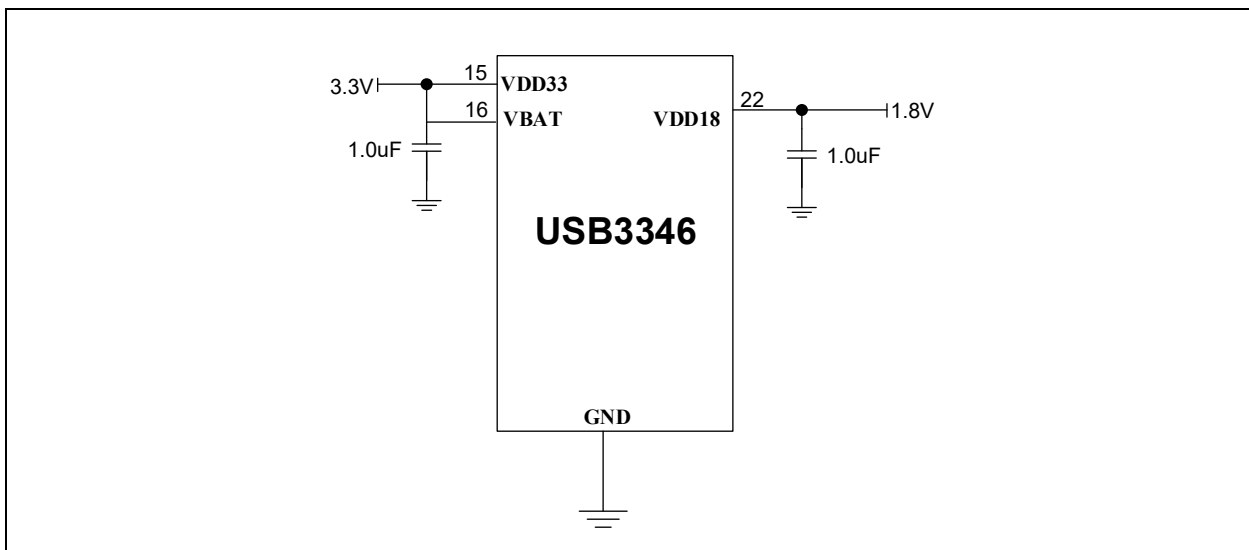 3.3V
15
VDD33
16
VBAT
1.0uF
VDD18
22
1.8V
1.0uF
USB3346
GND